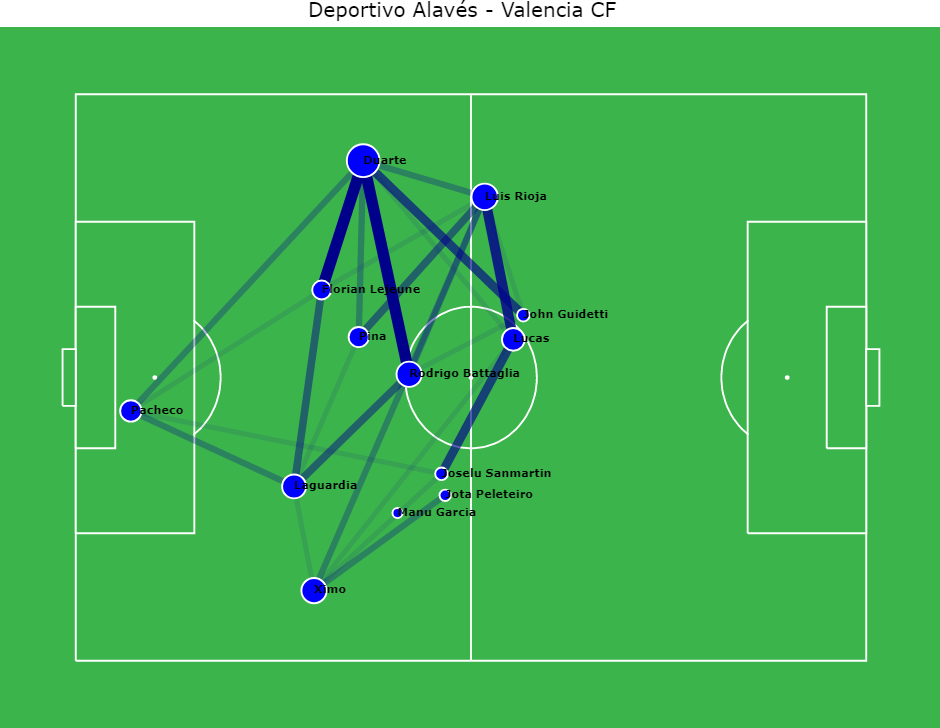 Deportivo Alavés - Valencia CF
Duarte
Luis Rioja
Florian Lejeune
John Guidetti
Pina
Lucas
Rodrigo Battaglia
Pacheco
Joselu Sanmartin
Laguardia
Jota Peleteiro
Manu Garcia
Ximo